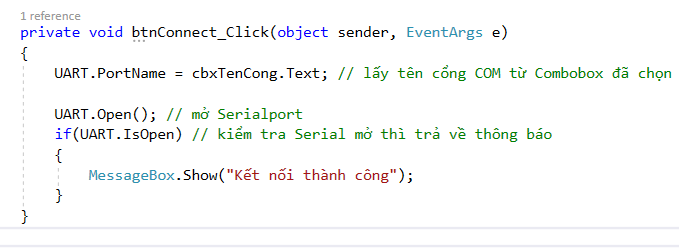 1 reference
private void btnConnect_Click(object sender, EventArgs e)
{
UART.PortName = cbxTenCong.Text; // lấy tên cổng COM từ Combobox đã chọn
UART.Open(); // mở Serialport
if(UART.IsOpen) // kiểm tra Serial mở thì trả về thông báo
{
MessageBox.Show("Kết nối thành công");
}
}